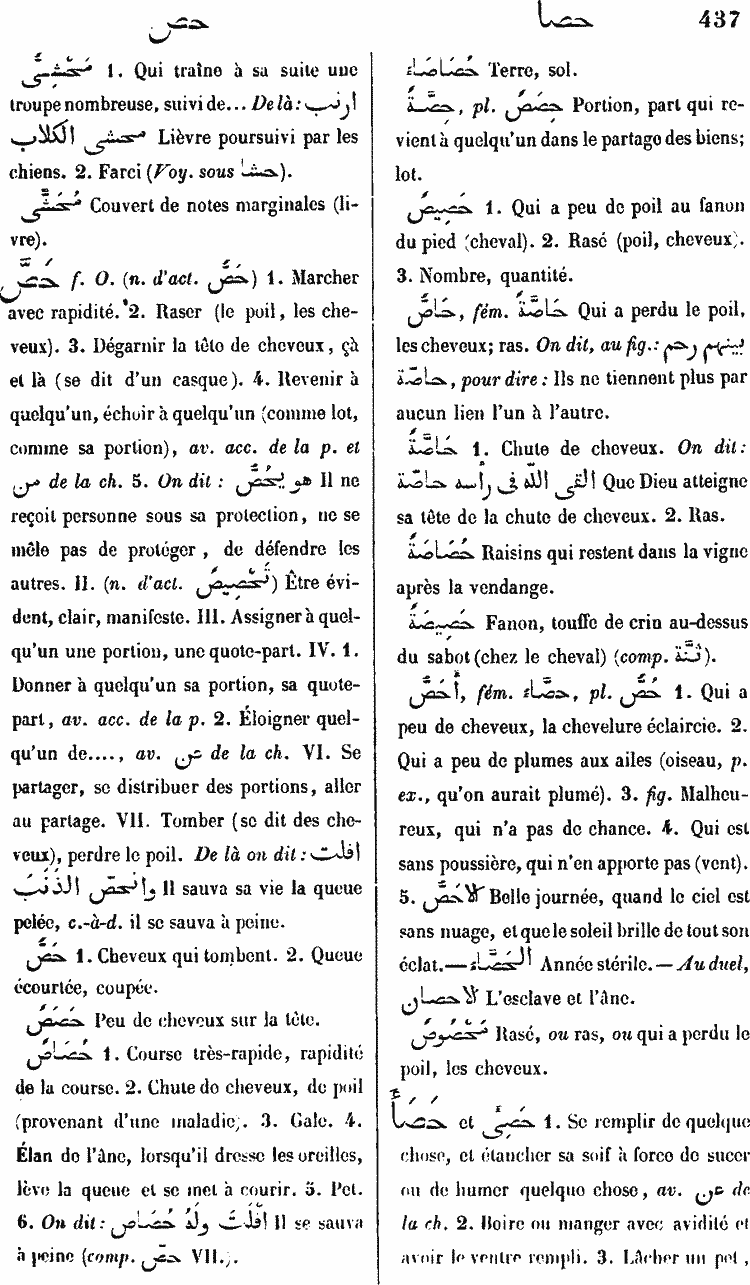 حص
حصا
437
مُحْشِىٌّ 1. Qui traîne à sa suite une
troupe nombreuse, suivi de... De là: ارنب
محشى الكلاب Lièvre poursuivi par les
chiens. 2. Farci (Voy. sous حشا).
مُحَشًّى Couvert de notes marginales (li-
vre).
حَصَّ f. O. (n. d'act. حَصٌّ) 1. Marcher
avec rapidité. 2. Raser (le poil, les che-
veux). 3. Dégarnir la tête de cheveux, çà
et là (se dit d'un casque). 4. Revenir à
quelqu'un, échoir à quelqu'un (comme lot,
comme sa portion), av. acc. de la p. et
من de la ch. 5. On dit : هو يحُصُّ Il ne
reçoit personne sous sa protection, ne se
mêle pas de protéger, de défendre les
autres. II. (n. d'act. تَحْصِيصٌ) Être évi-
dent, clair, manifeste. III. Assigner à quel-
qu'un une portion, une quote-part. IV. 1.
Donner à quelqu'un sa portion, sa quote-
part, av. acc. de la p. 2. Éloigner quel-
qu'un de...., av. عن de la ch. VI. Se
partager, se distribuer des portions, aller
au partage. VII. Tomber (se dit des che-
veux), perdre le poil. De là on dit : افلت
وانحصّ الذَنَب Il sauva sa vie la queue
pelée, c.-à-d. il se sauva à peine.
حَصٌّ 1. Cheveux qui tombent. 2. Queue
écourtée, coupée.
حَصَصٌ Peu de cheveux sur la tête.
حُصَاصٌ 1. Course très-rapide, rapidité
de la course. 2. Chute de cheveux, de poil
(provenant d'une maladie). 3. Gale. 4.
Élan de l'âne, lorsqu'il dresse les oreilles,
lève la queue et se met à courir. 5. Pet.
6. On dit: أَفْلَتَ وَلَهُ حُصَاص Il se sauva
à peine (comp. حصّ VII.).
حُصَاصَاءُ Terre, sol.
حِصَّةٌ, pl. حِصَصٌ Portion, part qui re-
vient à quelqu'un dans le partage des biens;
lot.
حَصِيصٌ 1. Qui a peu de poil au fanon
du pied (cheval). 2. Rasé (poil, cheveux).
3. Nombre, quantité.
حَاصٌّ, fém. حَاصَّةٌ Qui a perdu le poil,
les cheveux; ras. On dit, au fig.: بينهم رحم
حاصّة, pour dire : Ils ne tiennent plus par
aucun lien l'un à l'autre.
حَاصَّةٌ 1. Chute de cheveux. On dit:
القى اللّه فى رأسه حاصّة Que Dieu atteigne
sa tête de la chute de cheveux. 2. Ras.
حُصَاصَةٌ Raisins qui restent dans la vigne
après la vendange.
حَصِيصَةٌ Fanon, touffe de crin au-dessus
du sabot (chez le cheval) (comp. ثنّة).
أَحَصُّ, fém. حَصَّاءُ, pl. حُصٌّ 1. Qui a
peu de cheveux, la chevelure éclaircie. 2.
Qui a peu de plumes aux ailes (oiseau, p.
ex., qu'on aurait plumé). 3. fig. Malheu-
reux, qui n'a pas de chance. 4. Qui est
sans poussière, qui n'en apporte pas (vent).
5. الاحَصُّ Belle journée, quand le ciel est
sans nuage, et que le soleil brille de tout son
éclat.—الحَصَّاءُ Année stérile.—Au duel,
الاحصان L'esclave et l'âne.
مَحْصُوصٌ Rasé, ou ras, ou qui a perdu le
poil, les cheveux.
حَصَأَ et حَصِىَ 1. Se remplir de quelque
chose, et étancher sa soif à force de sucer
ou de humer quelque chose, av. من de
la ch. 2. Boire ou manger avec avidité et
avoir le ventre rempli. 3. Lâcher un pet,